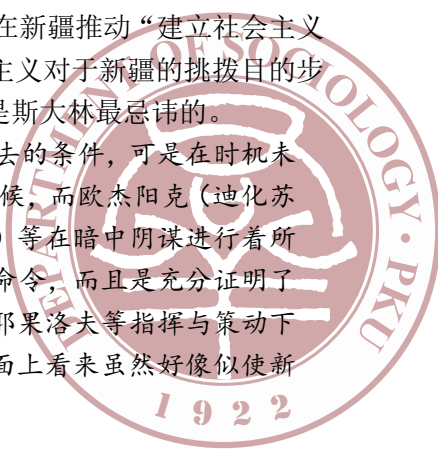 在新疆推动“建立社会主义
主义对于新疆的挑拨目的步
是斯大林最忌讳的。
去的条件，可是在时机未
候，而欧杰阳克（迪化苏
）等在暗中阴谋进行着所
命令，而且是充分证明了
耶果洛夫等指挥与策动下
面上看来虽然好像似使新
DEPARTMENT OF SOCIOLOGY · PKU
1922